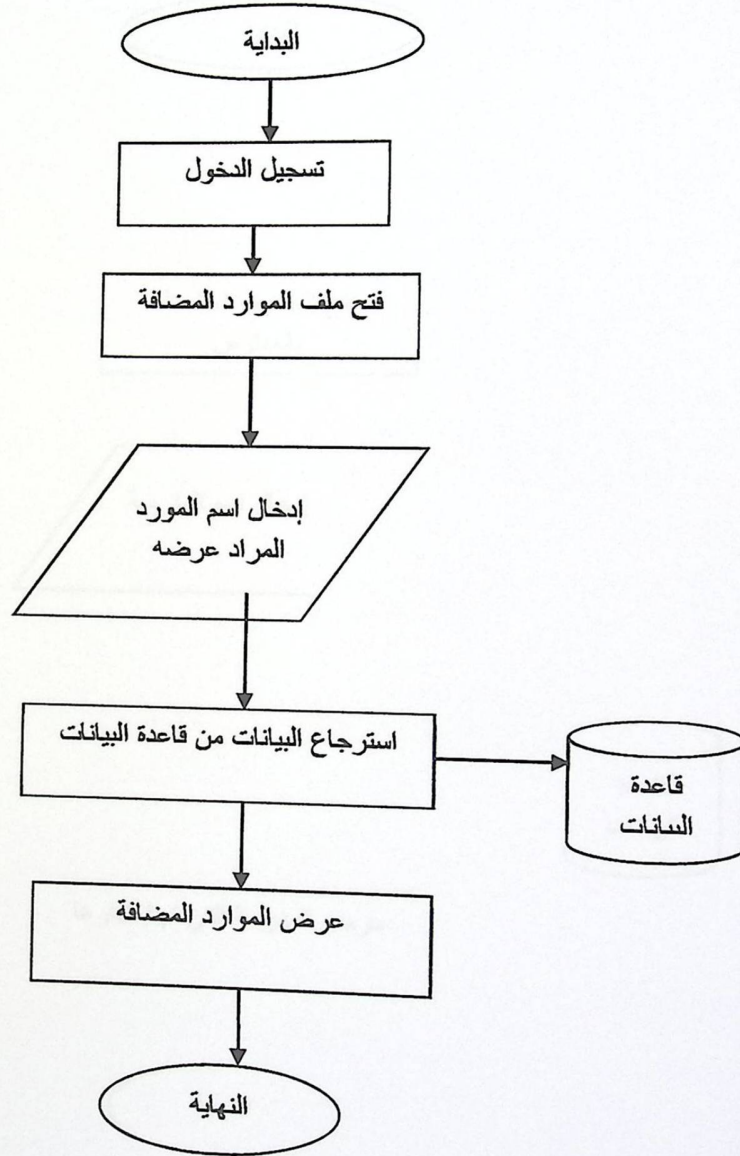 البداية
تسجيل الدخول
فتح ملف الموارد المضافة
إدخال اسم المورد
المراد عرضه
استرجاع البيانات من قاعدة البيانات
قاعدة
البيانات
عرض الموارد المضافة
النهاية